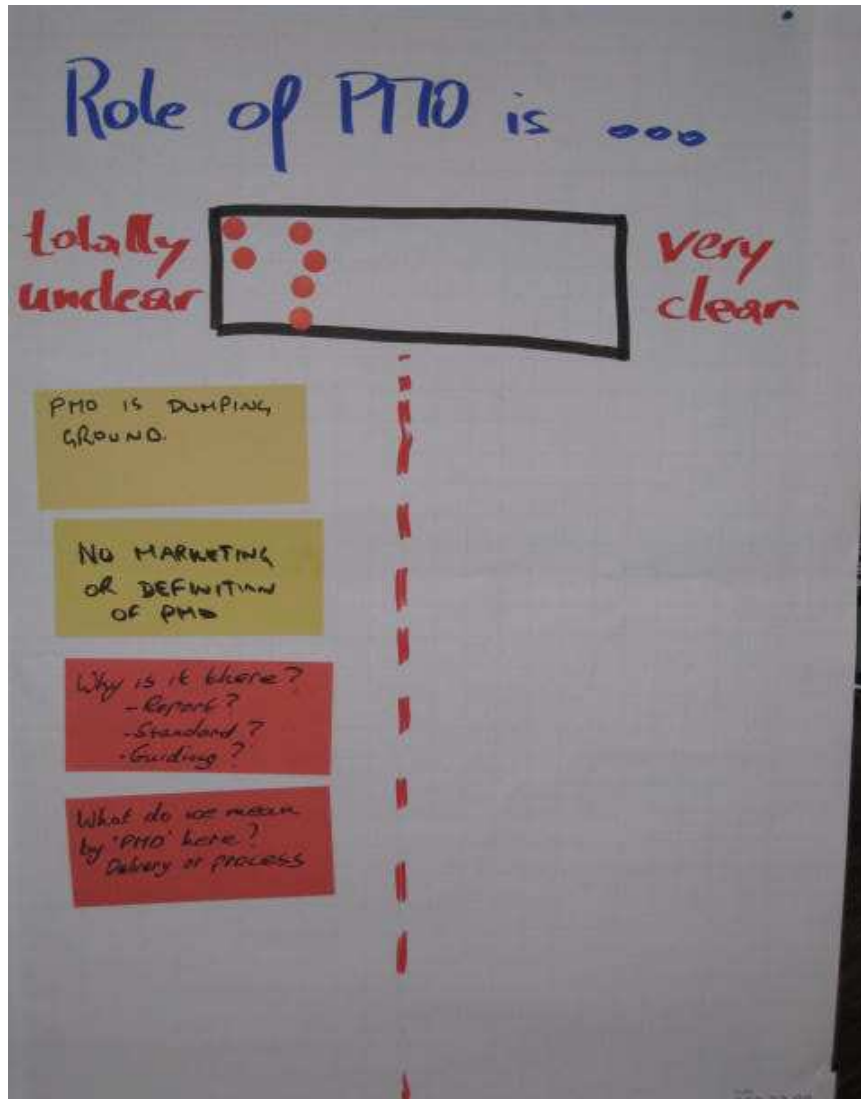 Role of PMO is ...
totally
unclear
very
clear
PMO IS DUMPING
GROUND.
NO MARKETING
OR DEFINITION
OF PMO
Why is it there?
- Report?
- Standard?
- Guiding?
What do we mean
by 'PMO' here?
Delivery or process